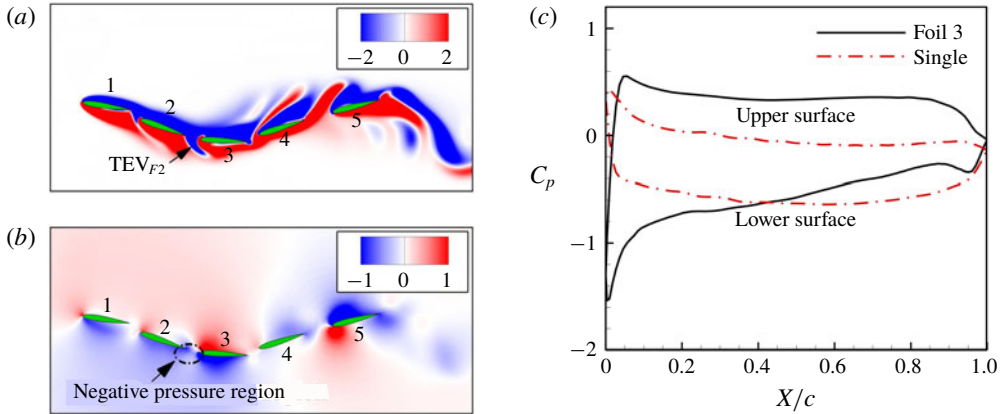 (a)
−2 0 2
1
2
3
4
5
TEV_F2
(b)
−1 0 1
1
2
3
4
5
Negative pressure region
(c)
1
0
−1
−2
C_p
Foil 3
Single
Upper surface
Lower surface
0 0.2 0.4 0.6 0.8 1.0
X/c